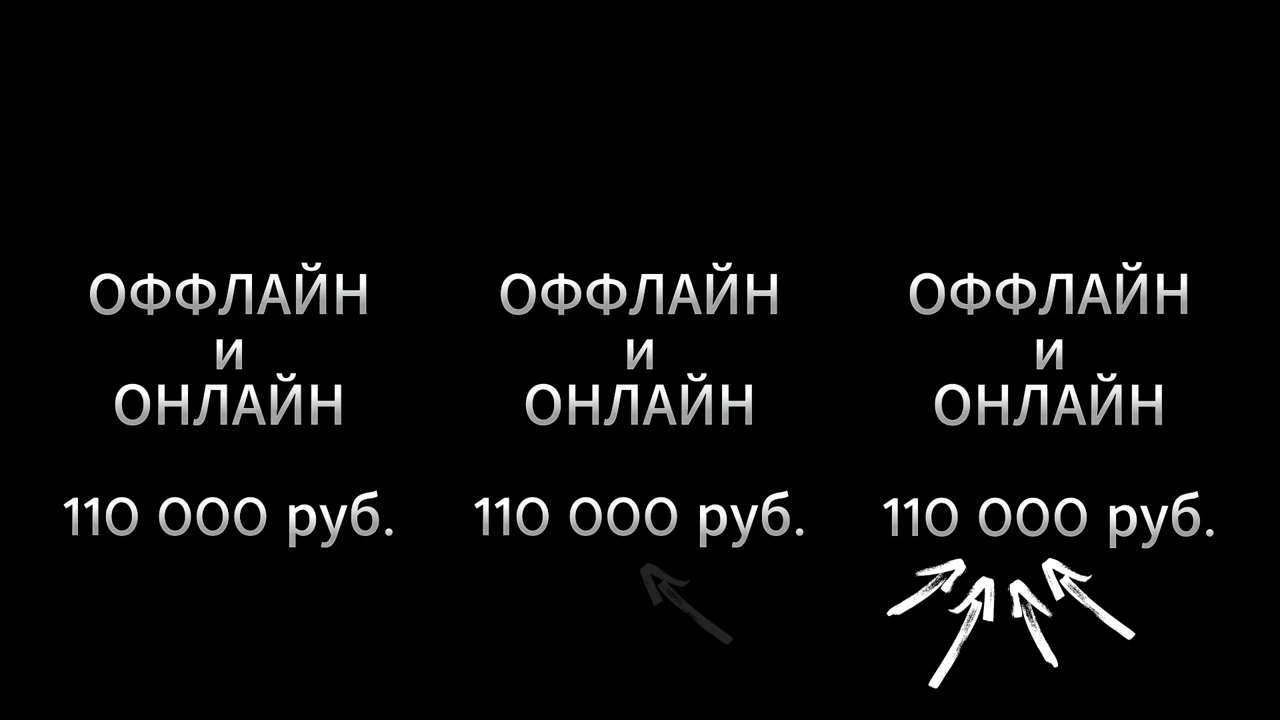 ОФФЛАЙН
и
ОНЛАЙН
110 000 руб.
ОФФЛАЙН
и
ОНЛАЙН
110 000 руб.
ОФФЛАЙН
и
ОНЛАЙН
110 000 руб.